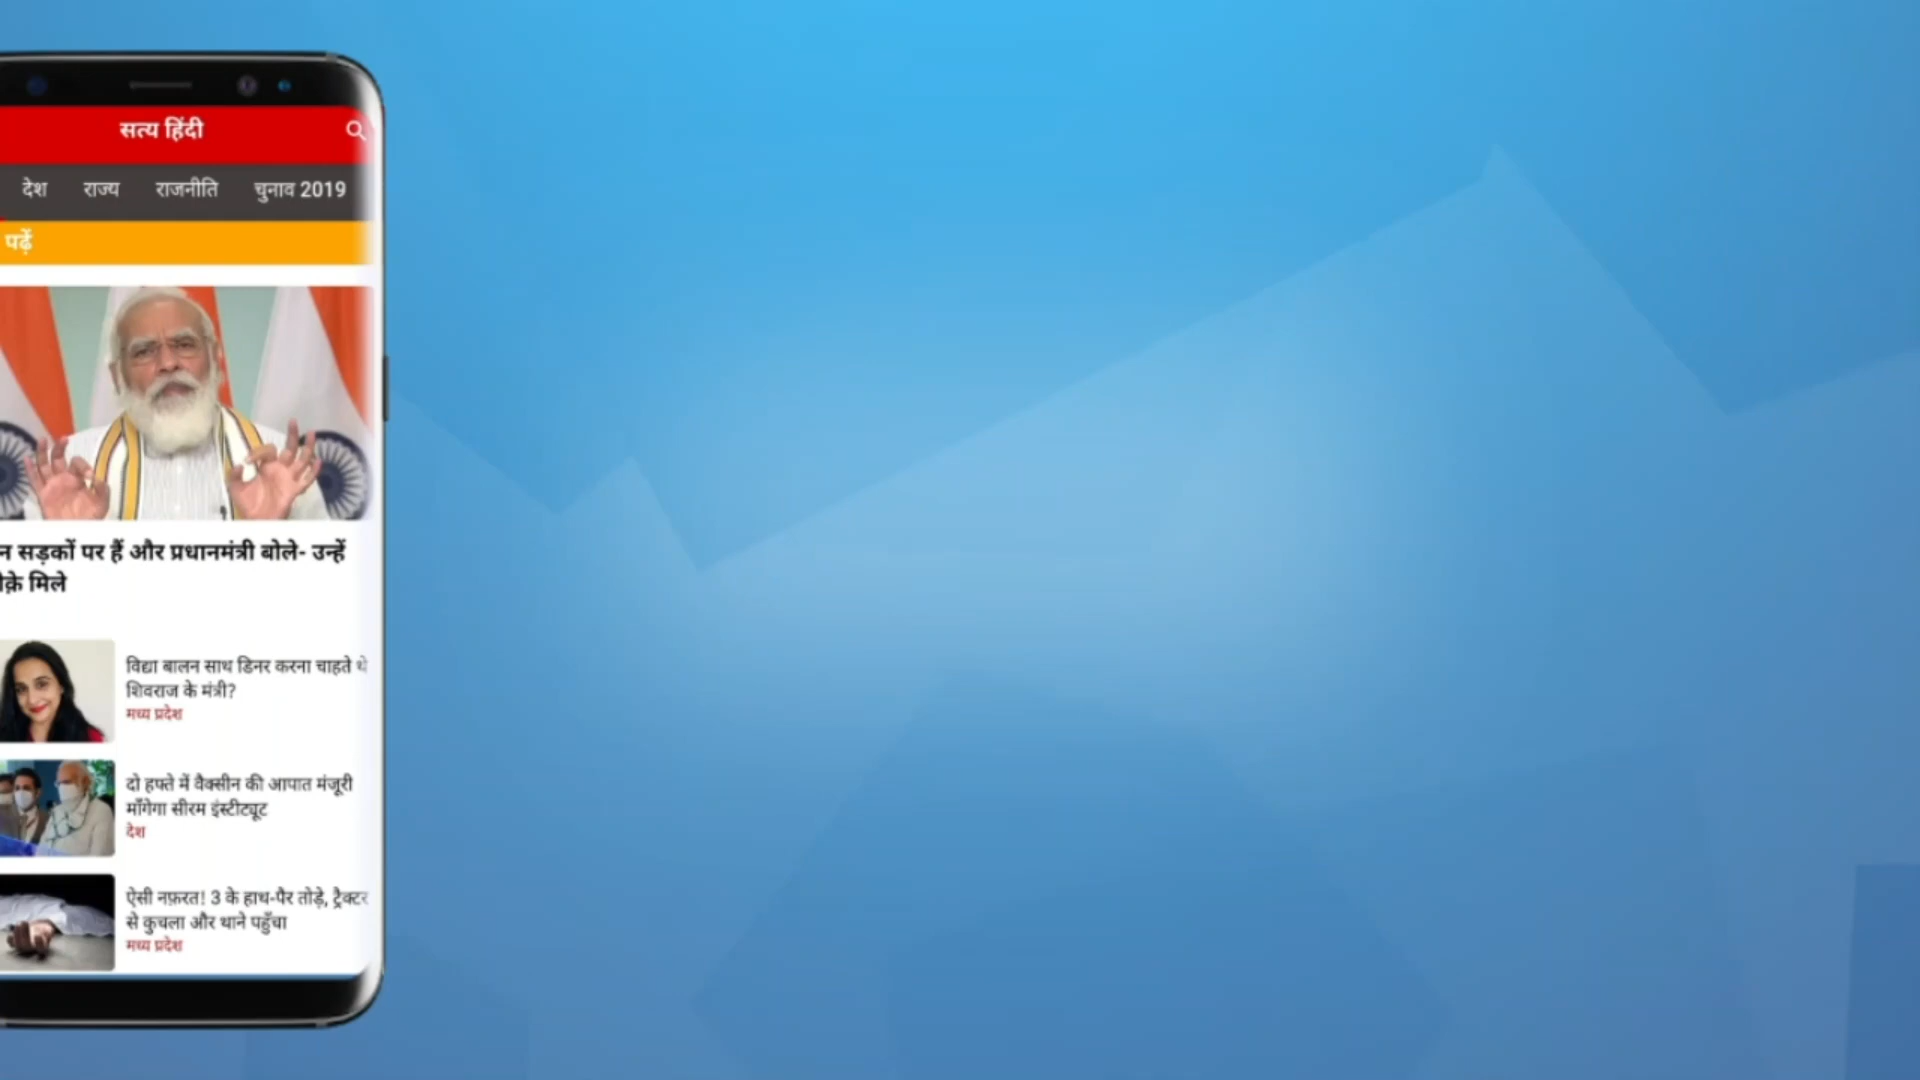 सत्य हिंदी
देश राज्य राजनीति चुनाव 2019
पढ़ें
सड़कों पर हैं और प्रधानमंत्री बोले- उन्हें
मिले
विद्या बालन साथ डिनर करना चाहते थे
शिवराज के मंत्री?
मध्य प्रदेश
दो हफ्ते में वैक्सीन की आपात मंजूरी
माँगेगा सीरम इंस्टीट्यूट
देश
ऐसी नफ़रत! 3 के हाथ-पैर तोड़े, ट्रैक्टर
से कुचला और थाने पहुँचा
मध्य प्रदेश